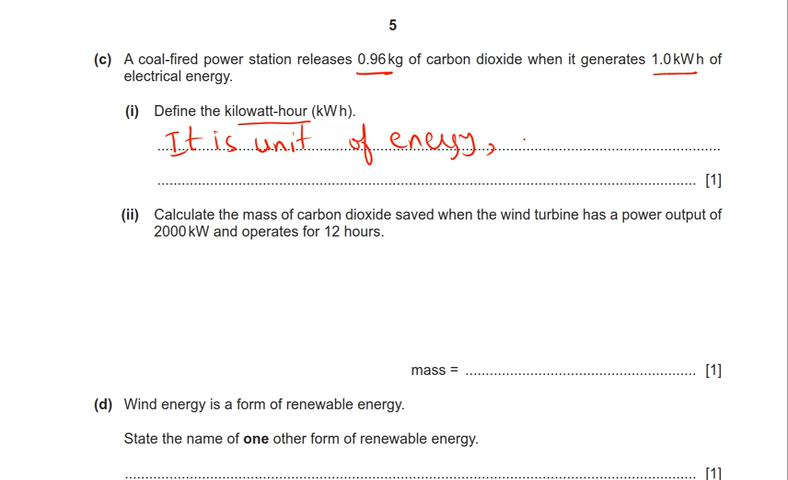 5
(c) A coal-fired power station releases 0.96 kg of carbon dioxide when it generates 1.0 kW h of
electrical energy.
(i) Define the kilowatt-hour (kW h).
It is unit of energy,
[1]
(ii) Calculate the mass of carbon dioxide saved when the wind turbine has a power output of
2000 kW and operates for 12 hours.
mass = ........................................................ [1]
(d) Wind energy is a form of renewable energy.
State the name of one other form of renewable energy.
[1]